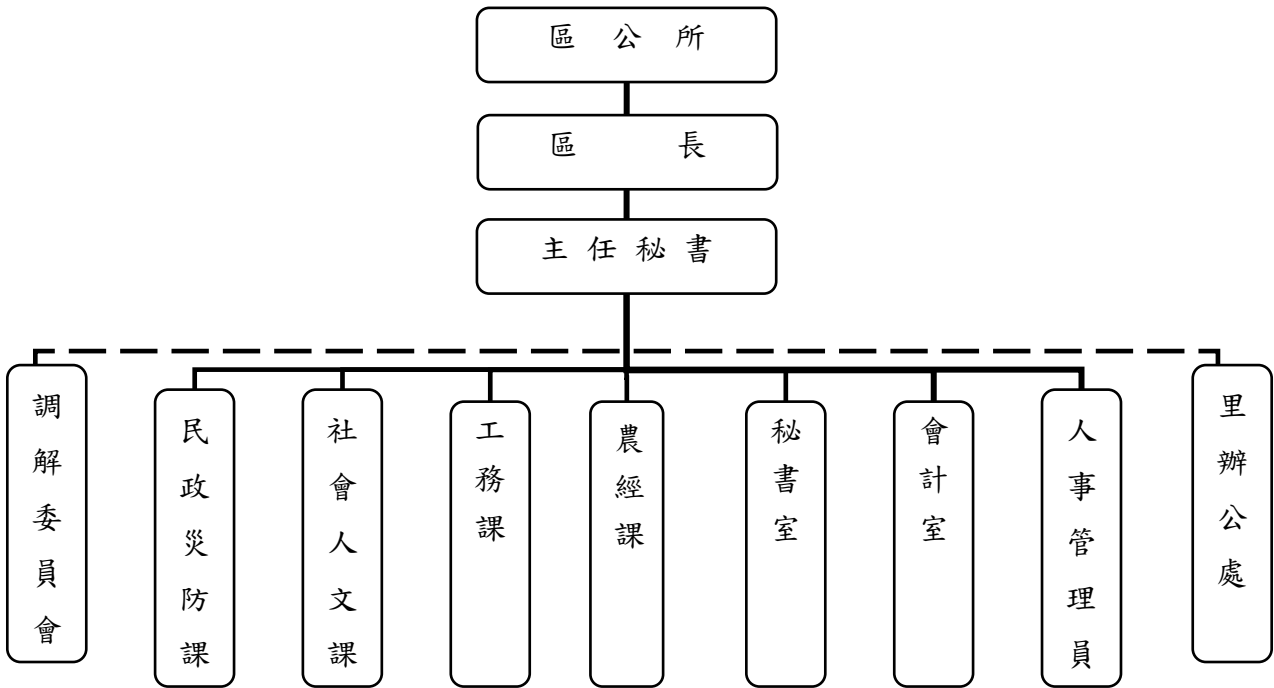 區公所
區長
主任秘書
調解委員會
民政災防課
社會人文課
工務課
農經課
秘書室
會計室
人事管理員
里辦公處